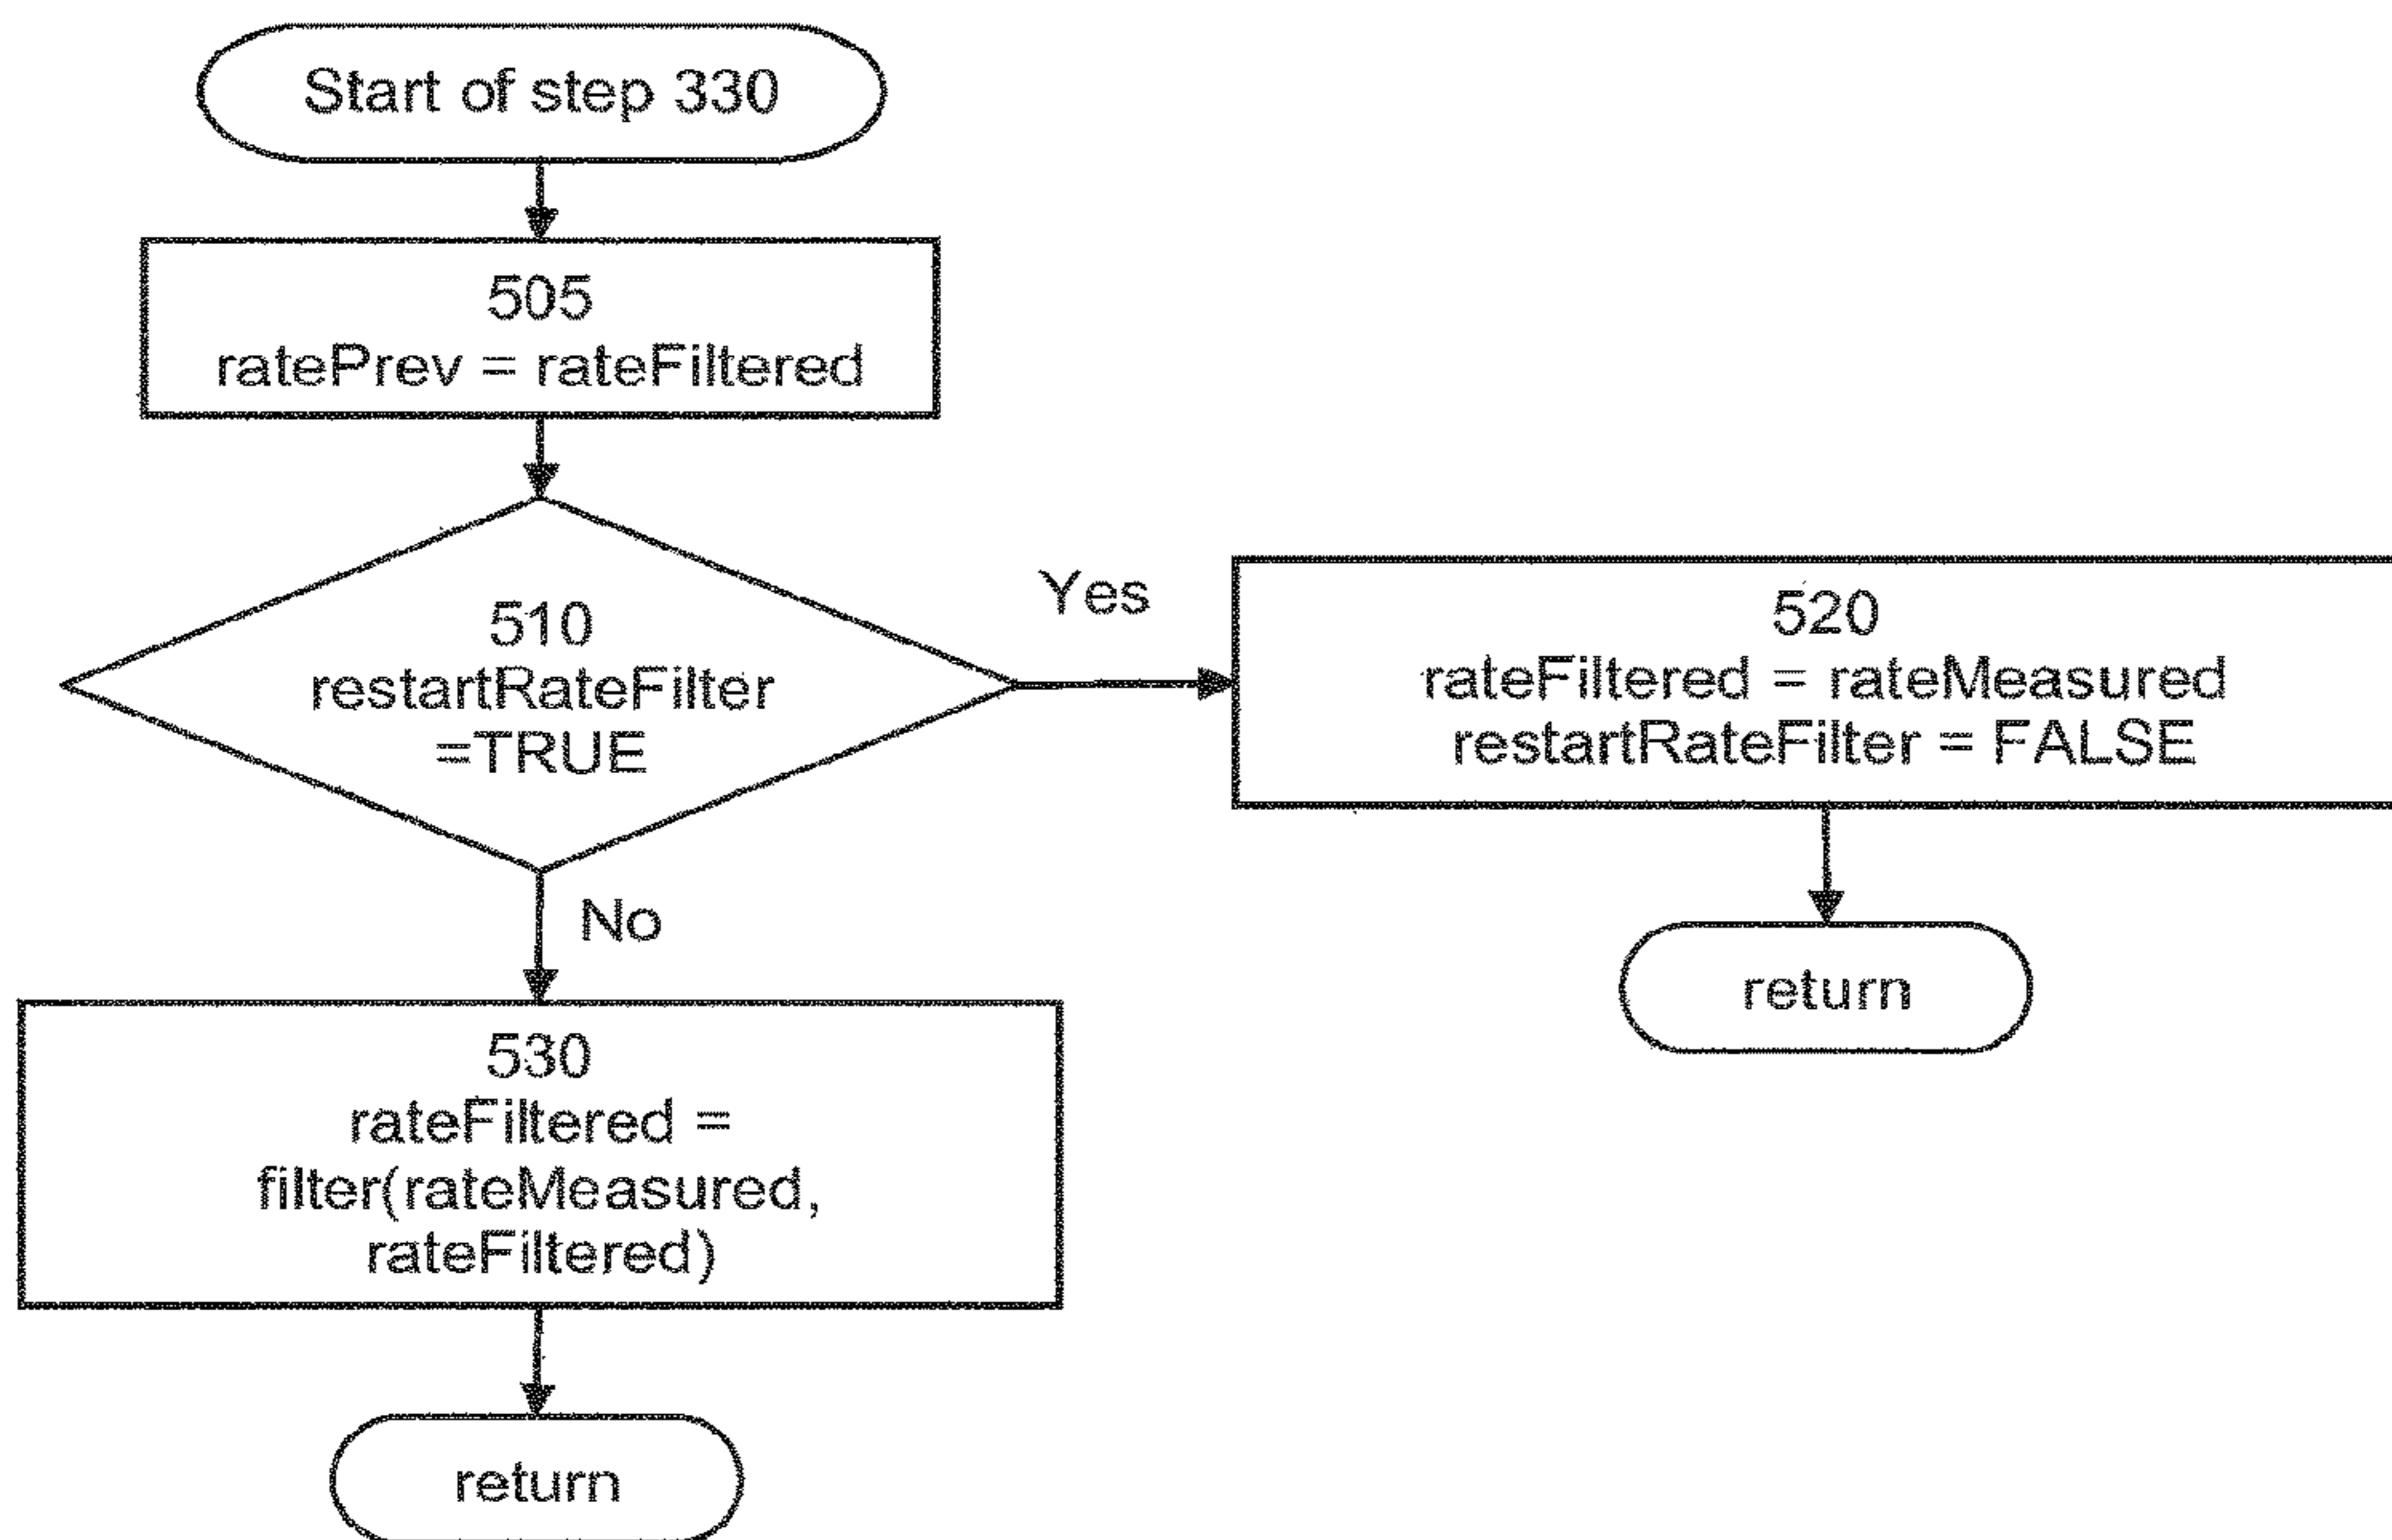 Start of step 330
505
ratePrev = rateFiltered
510
restartRateFilter
=TRUE
Yes
520
rateFiltered = rateMeasured
restartRateFilter = FALSE
return
No
530
rateFiltered =
filter(rateMeasured,
rateFiltered)
return